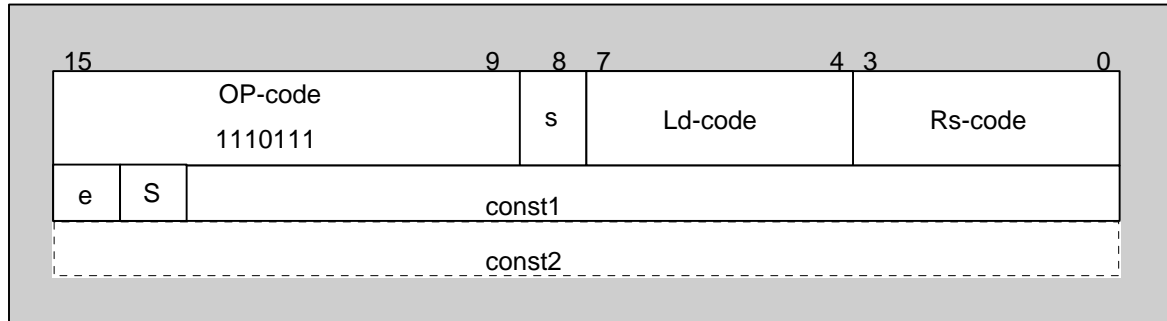 15 9 8 7 4 3 0
OP-code
1110111
s
Ld-code
Rs-code
e S const1
const2